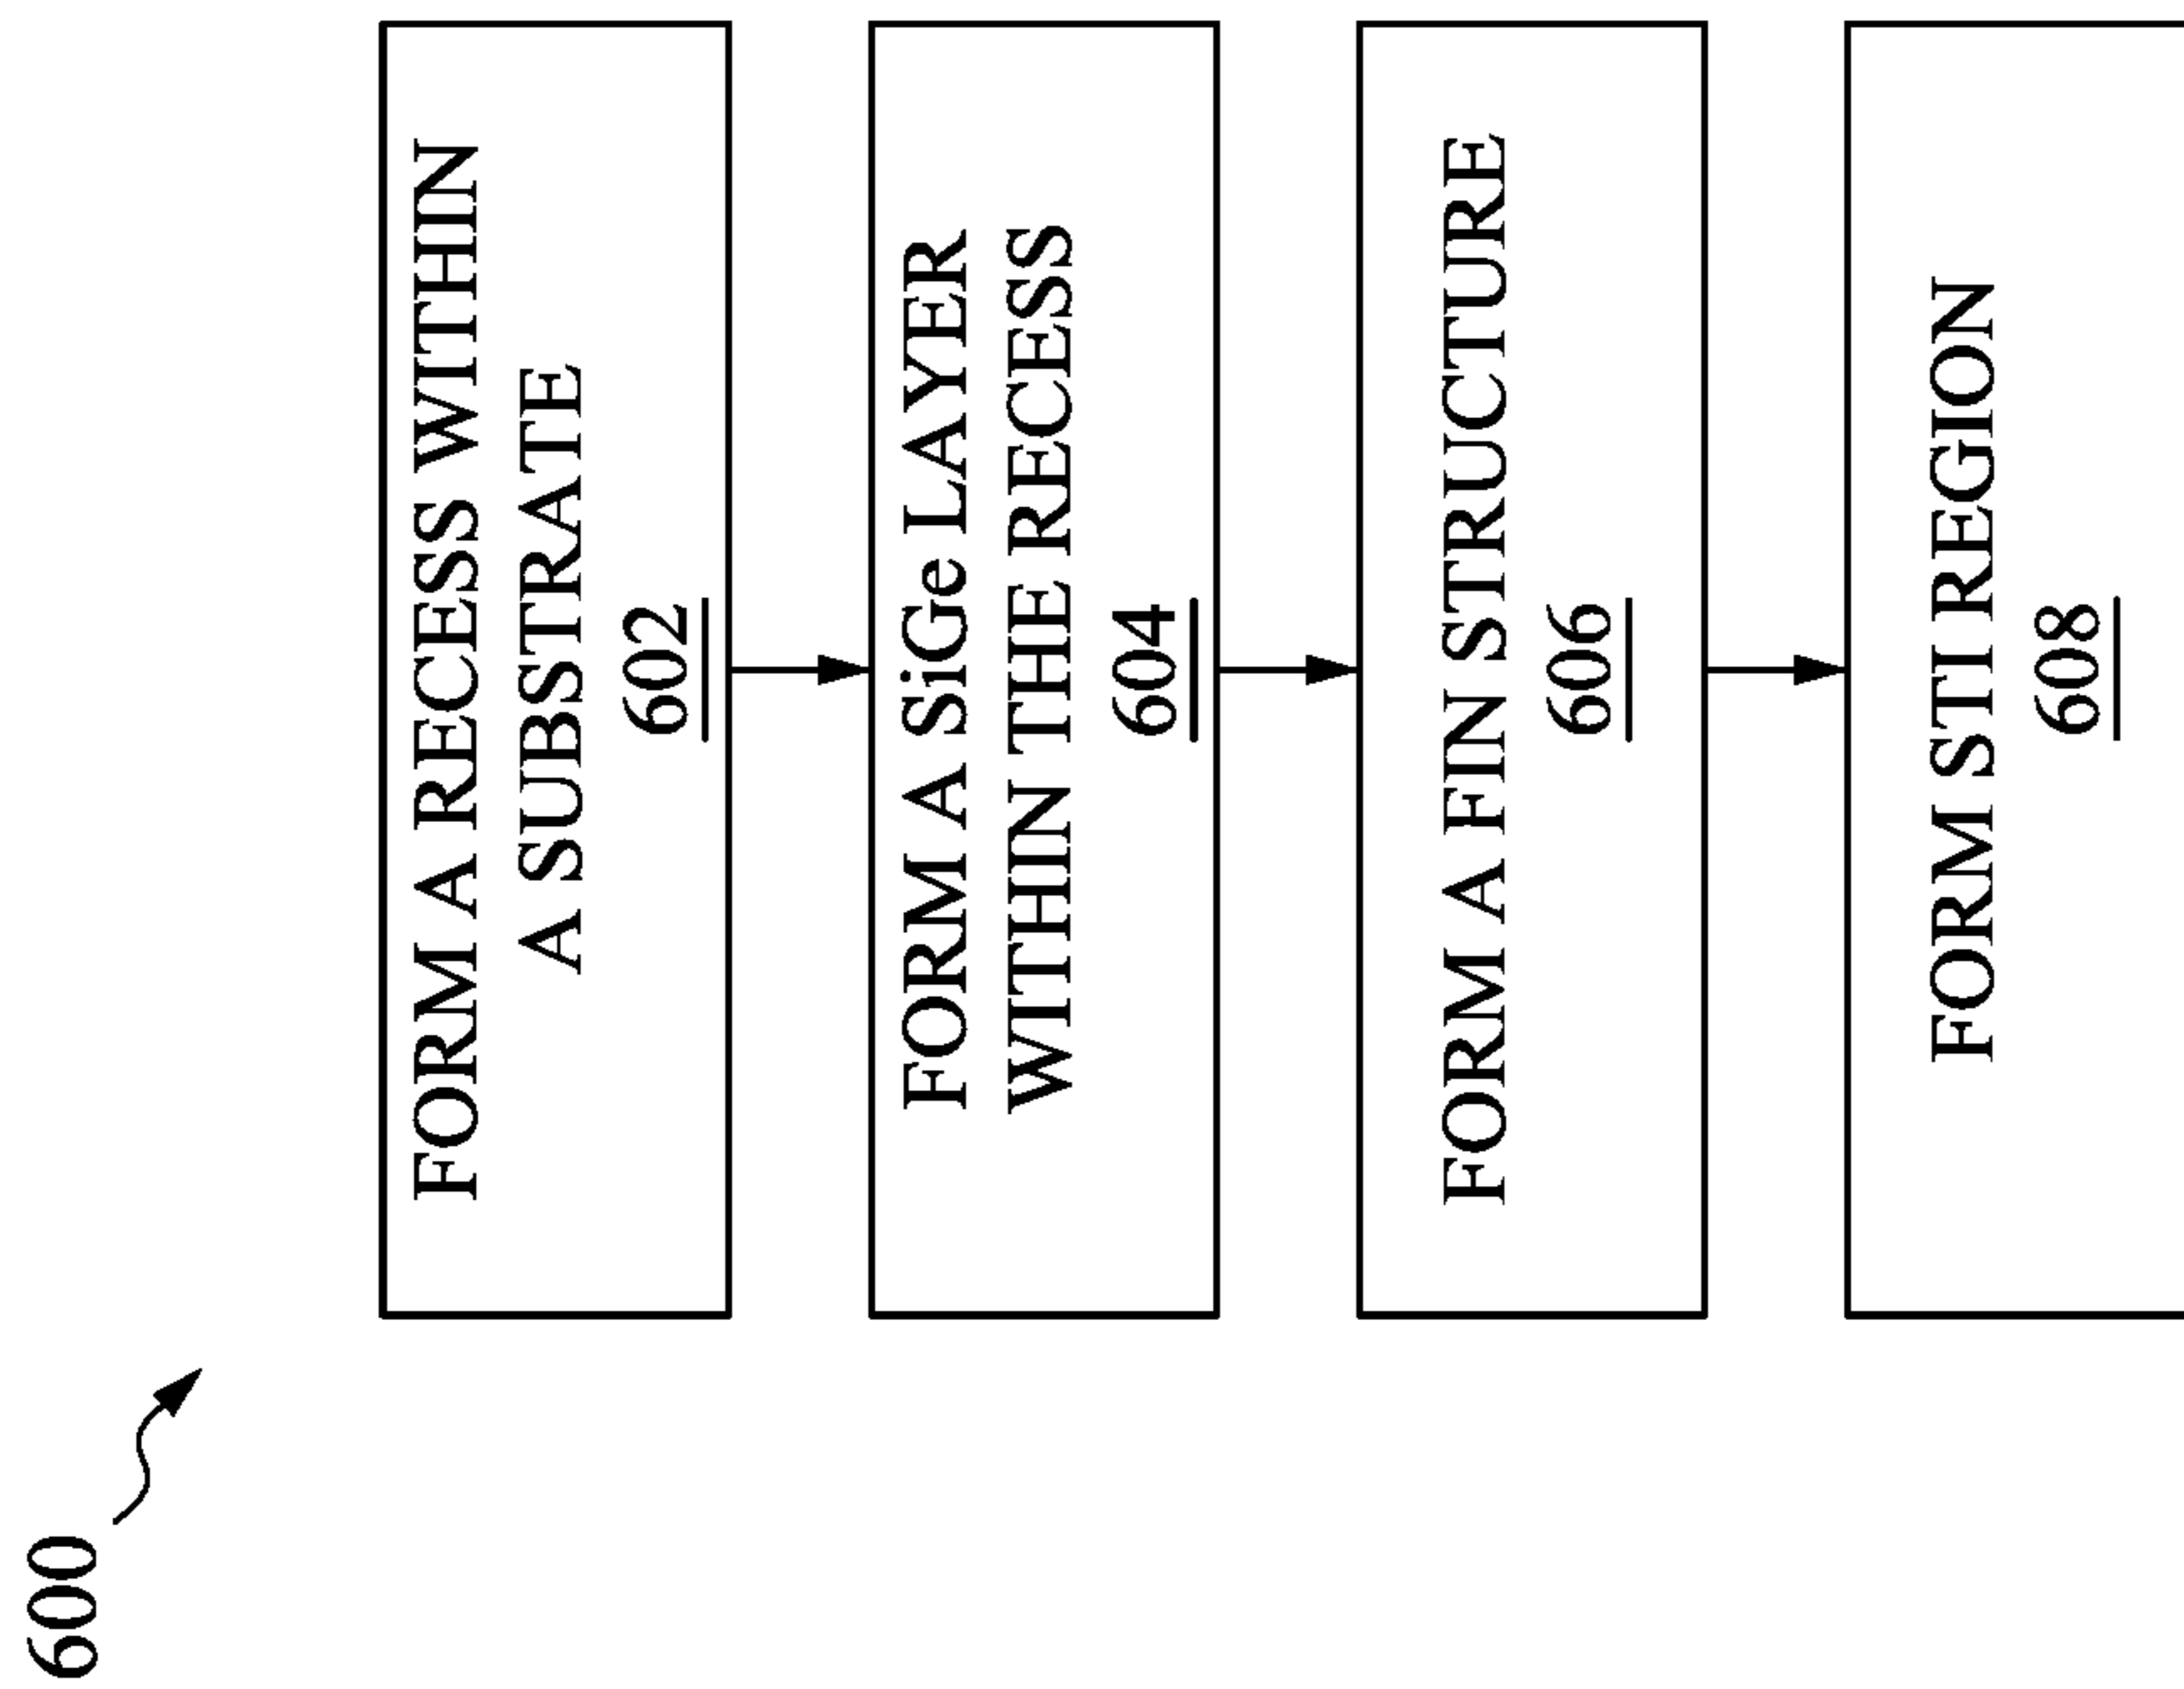 600
FORM A RECESS WITHIN
A SUBSTRATE
602
FORM A SiGe LAYER
WITHIN THE RECESS
604
FORM A FIN STRUCTURE
606
FORM STI REGION
608